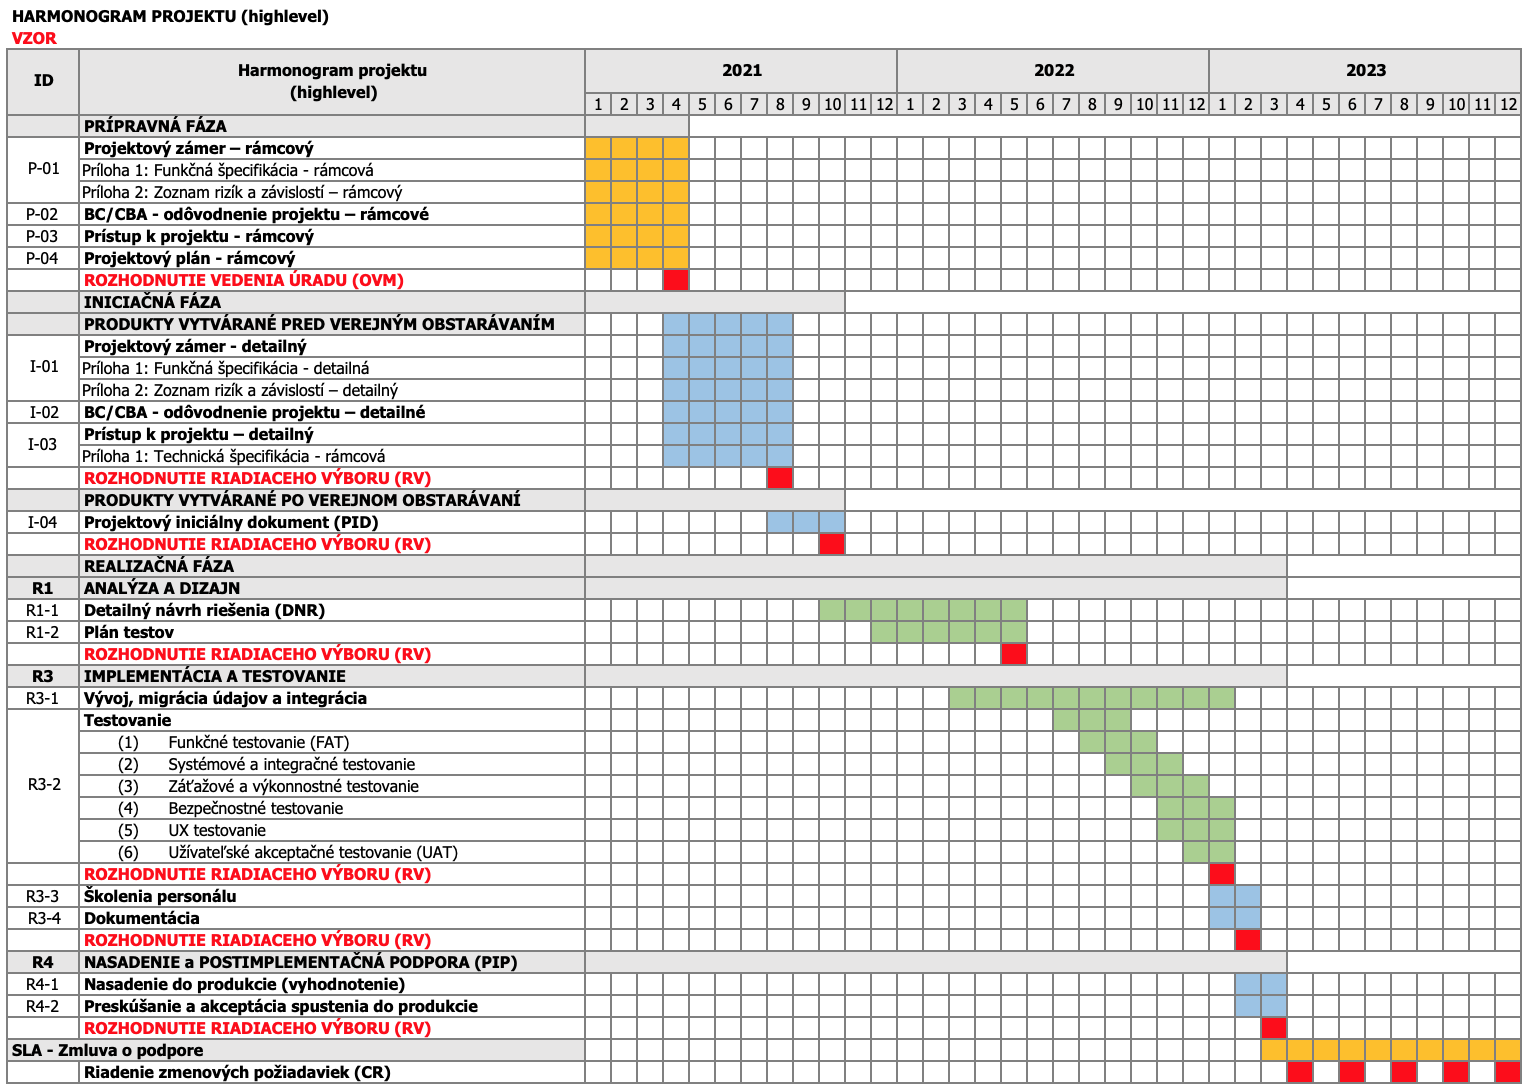 HARMONOGRAM PROJEKTU (highlevel)
VZOR
ID Harmonogram projektu (highlevel) 2021 2022 2023
1 2 3 4 5 6 7 8 9 10 11 12 1 2 3 4 5 6 7 8 9 10 11 12 1 2 3 4 5 6 7 8 9 10 11 12
PRÍPRAVNÁ FÁZA
P-01 Projektový zámer – rámcový
Príloha 1: Funkčná špecifikácia - rámcová
Príloha 2: Zoznam rizík a závislostí – rámcový
P-02 BC/CBA - odôvodnenie projektu – rámcové
P-03 Prístup k projektu - rámcový
P-04 Projektový plán - rámcový
ROZHODNUTIE VEDENIA ÚRADU (OVM)
INICIAČNÁ FÁZA
PRODUKTY VYTVÁRANÉ PRED VEREJNÝM OBSTARÁVANÍM
I-01 Projektový zámer - detailný
Príloha 1: Funkčná špecifikácia - detailná
Príloha 2: Zoznam rizík a závislostí – detailný
I-02 BC/CBA - odôvodnenie projektu – detailné
I-03 Prístup k projektu – detailný
Príloha 1: Technická špecifikácia - rámcová
ROZHODNUTIE RIADIACEHO VÝBORU (RV)
PRODUKTY VYTVÁRANÉ PO VEREJNOM OBSTARÁVANÍ
I-04 Projektový iniciálny dokument (PID)
ROZHODNUTIE RIADIACEHO VÝBORU (RV)
REALIZAČNÁ FÁZA
R1 ANALÝZA A DIZAJN
R1-1 Detailný návrh riešenia (DNR)
R1-2 Plán testov
ROZHODNUTIE RIADIACEHO VÝBORU (RV)
R3 IMPLEMENTÁCIA A TESTOVANIE
R3-1 Vývoj, migrácia údajov a integrácia
R3-2 Testovanie
(1) Funkčné testovanie (FAT)
(2) Systémové a integračné testovanie
(3) Záťažové a výkonnostné testovanie
(4) Bezpečnostné testovanie
(5) UX testovanie
(6) Užívateľské akceptačné testovanie (UAT)
ROZHODNUTIE RIADIACEHO VÝBORU (RV)
R3-3 Školenia personálu
R3-4 Dokumentácia
ROZHODNUTIE RIADIACEHO VÝBORU (RV)
R4 NASADENIE a POSTIMPLEMENTAČNÁ PODPORA (PIP)
R4-1 Nasadenie do produkcie (vyhodnotenie)
R4-2 Preskúšanie a akceptácia spustenia do produkcie
ROZHODNUTIE RIADIACEHO VÝBORU (RV)
SLA - Zmluva o podpore
Riadenie zmenových požiadaviek (CR)